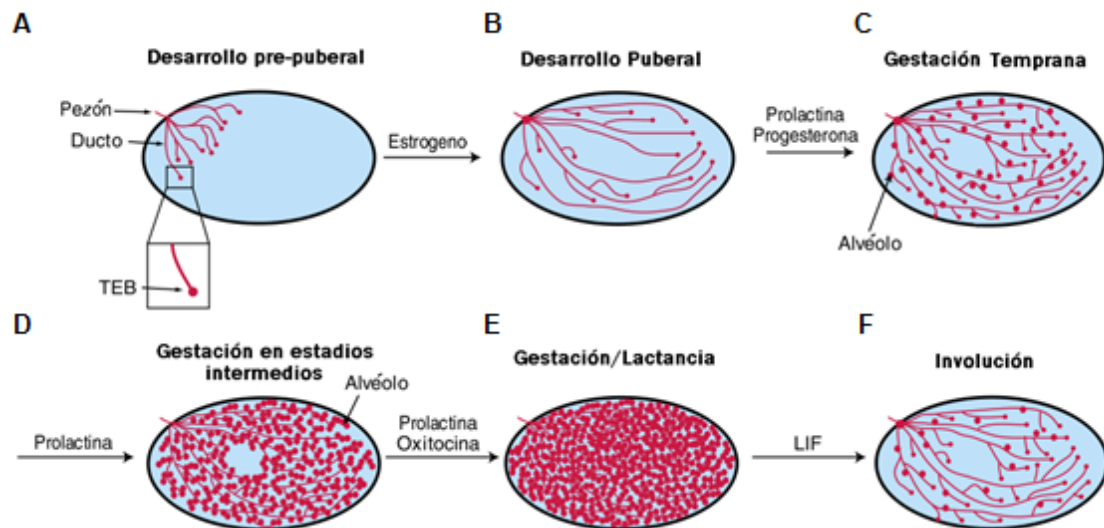 A
Desarrollo pre-puberal
Pezón
Ducto
TEB
Estrogeno
B
Desarrollo Puberal
Prolactina
Progesterona
C
Gestación Temprana
Alvéolo
D
Gestación en estadios
intermedios
Alvéolo
Prolactina
E
Gestación/Lactancia
Prolactina
Oxitocina
F
Involución
LIF